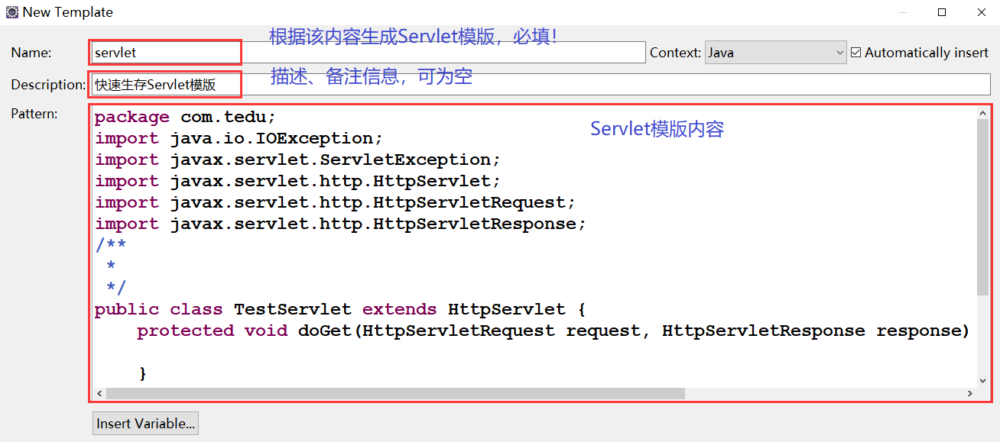 New Template
根据该内容生成Servlet模版，必填！
Name: servlet Context: Java Automatically insert
描述、备注信息，可为空
Description: 快速生存Servlet模版
Pattern:
Servlet模版内容
package com.tedu;
import java.io.IOException;
import javax.servlet.ServletException;
import javax.servlet.http.HttpServlet;
import javax.servlet.http.HttpServletRequest;
import javax.servlet.http.HttpServletResponse;
/**
 *
 */
public class TestServlet extends HttpServlet {
    protected void doGet(HttpServletRequest request, HttpServletResponse response)
    }
Insert Variable...